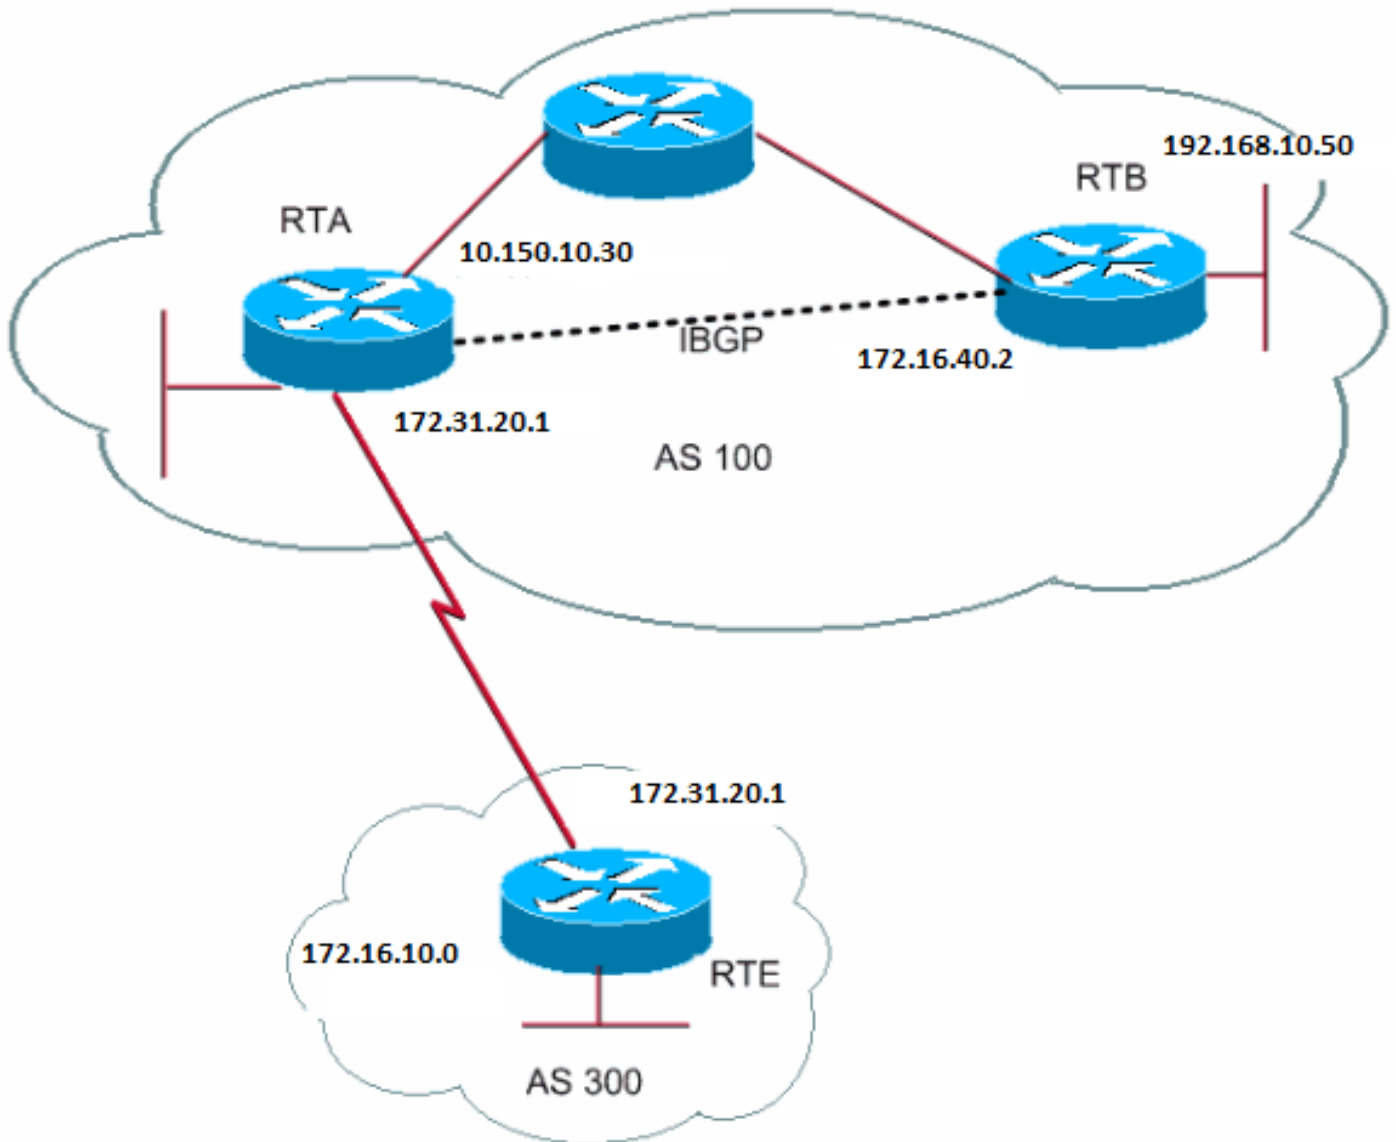 192.168.10.50
RTB
RTA
10.150.10.30
IBGP
172.16.40.2
172.31.20.1
AS 100
172.31.20.1
172.16.10.0
RTE
AS 300